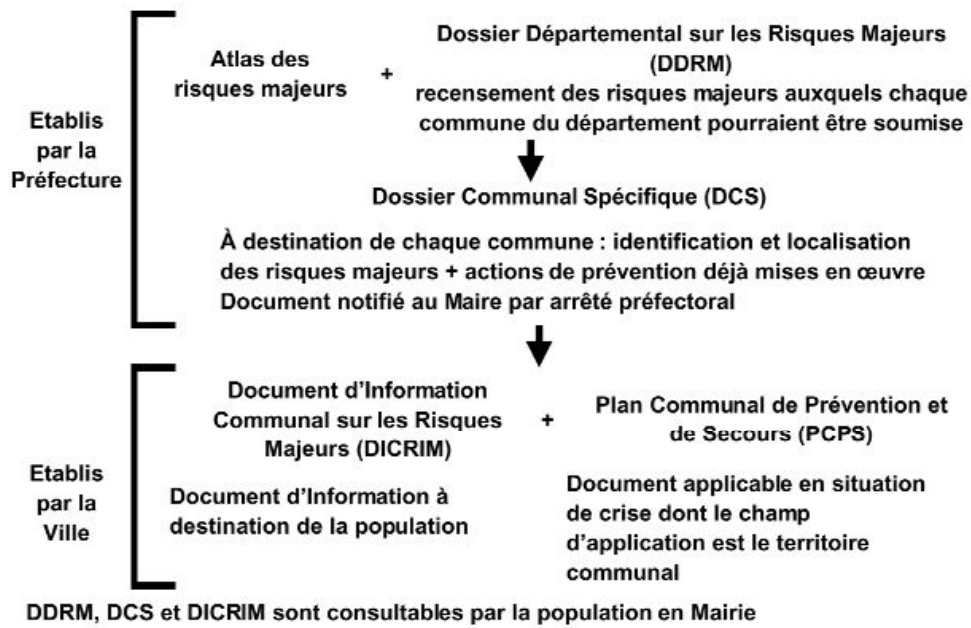 Etablis
par la
Préfecture
Atlas des
risques majeurs
+
Dossier Départemental sur les Risques Majeurs
(DDRM)
recensement des risques majeurs auxquels chaque
commune du département pourraient être soumise
Dossier Communal Spécifique (DCS)
À destination de chaque commune : identification et localisation
des risques majeurs + actions de prévention déjà mises en œuvre
Document notifié au Maire par arrêté préfectoral
Etablis
par la
Ville
Document d'Information
Communal sur les Risques
Majeurs (DICRIM)
Document d'Information à
destination de la population
+
Plan Communal de Prévention et
de Secours (PCPS)
Document applicable en situation
de crise dont le champ
d'application est le territoire
communal
DDRM, DCS et DICRIM sont consultables par la population en Mairie